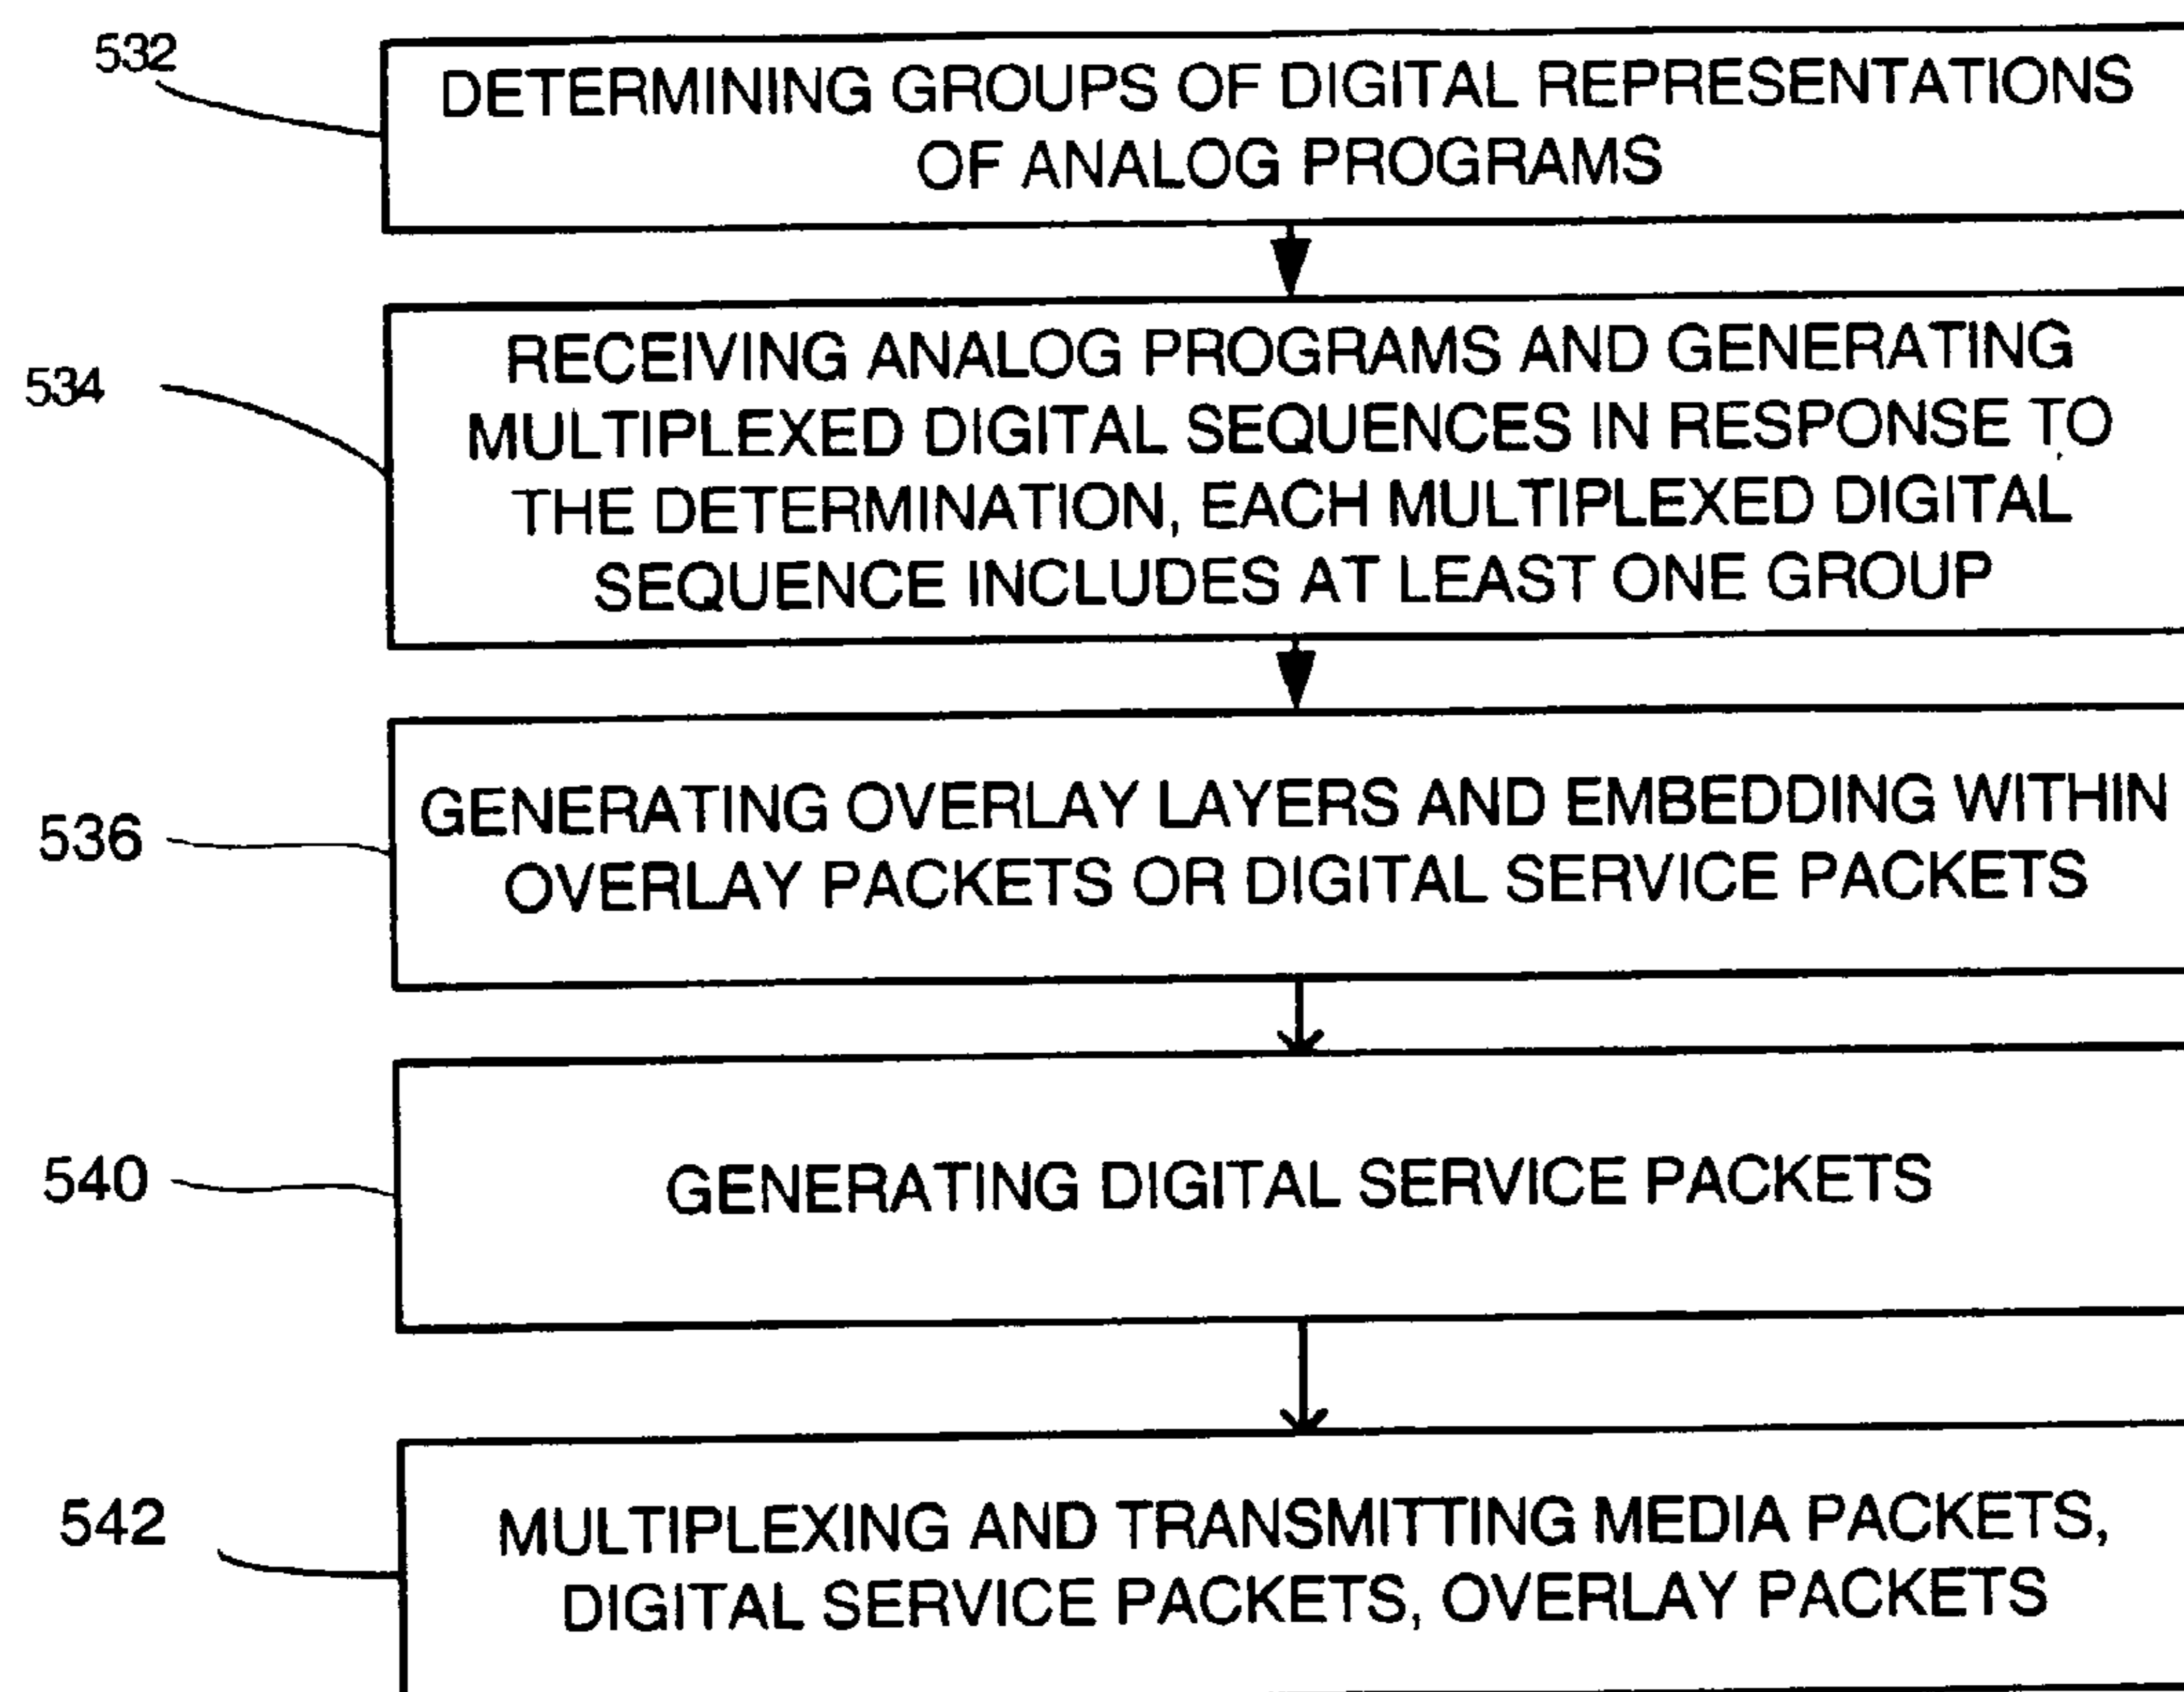 532
DETERMINING GROUPS OF DIGITAL REPRESENTATIONS
OF ANALOG PROGRAMS
534
RECEIVING ANALOG PROGRAMS AND GENERATING
MULTIPLEXED DIGITAL SEQUENCES IN RESPONSE TO
THE DETERMINATION, EACH MULTIPLEXED DIGITAL
SEQUENCE INCLUDES AT LEAST ONE GROUP
536
GENERATING OVERLAY LAYERS AND EMBEDDING WITHIN
OVERLAY PACKETS OR DIGITAL SERVICE PACKETS
540
GENERATING DIGITAL SERVICE PACKETS
542
MULTIPLEXING AND TRANSMITTING MEDIA PACKETS,
DIGITAL SERVICE PACKETS, OVERLAY PACKETS